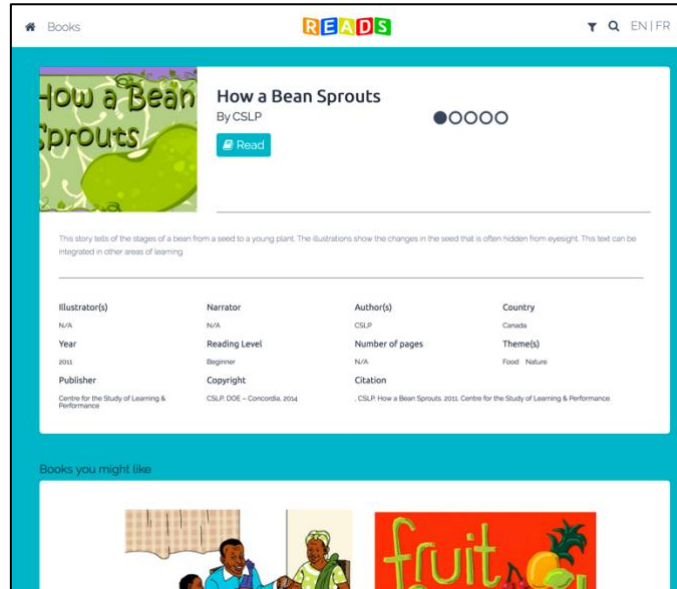 Books
READS
EN | FR
How a Bean
Sprouts
How a Bean Sprouts
By CSLP
Read
This story tells of the stages of a bean from a seed to a young plant. The illustrations show the changes in the seed that is often hidden from eyesight. This text can be
integrated in other areas of learning.
Illustrator(s) Narrator Author(s) Country
N/A N/A CSLP Canada
Year Reading Level Number of pages Theme(s)
2011 Beginner N/A Food Nature
Publisher Copyright Citation
Centre for the Study of Learning & CSLP, DOE – Concordia, 2014 , CSLP. How a Bean Sprouts. 2011. Centre for the Study of Learning & Performance.
Performance
Books you might like
fruit